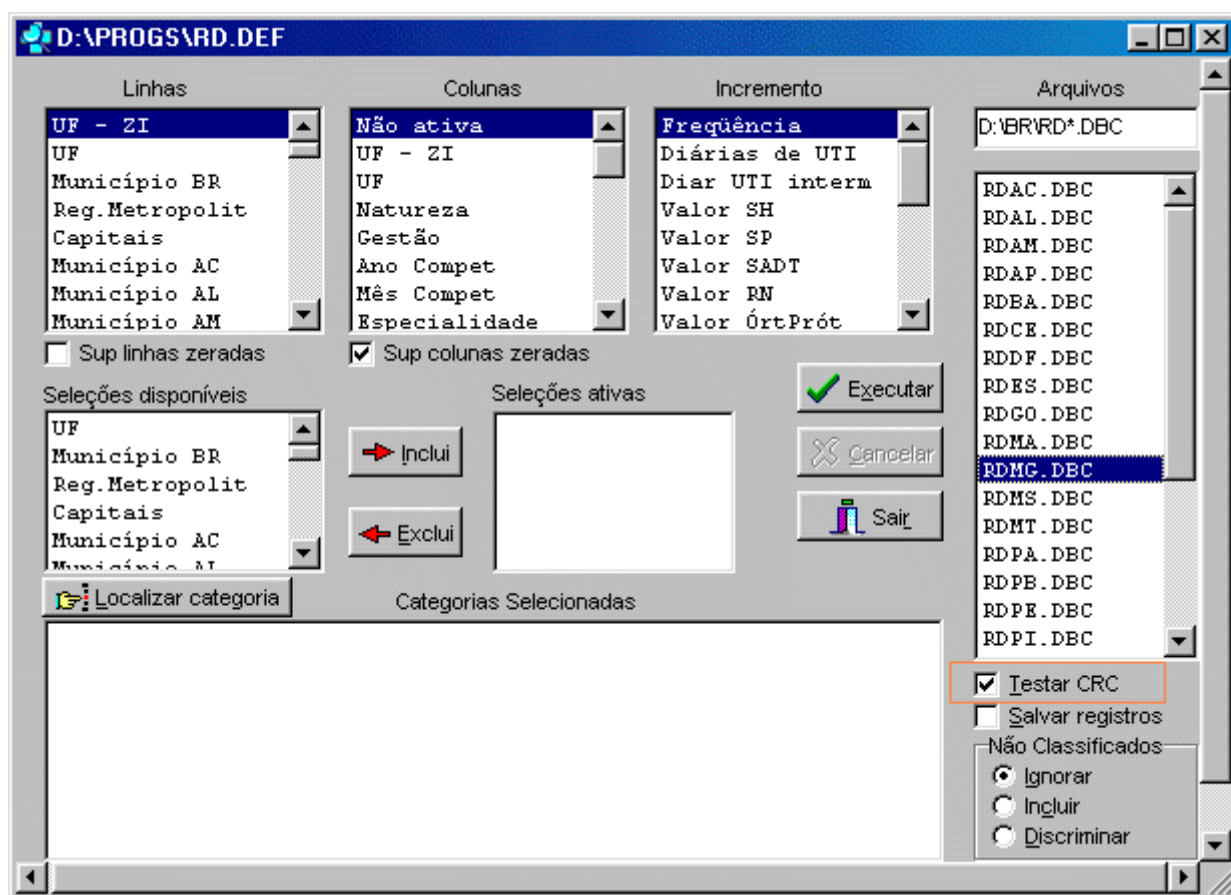 D:\PROGS\RD.DEF
Linhas
UF - ZI
UF
Município BR
Reg.Metropolit
Capitais
Município AC
Município AL
Município AM
Sup linhas zeradas
Colunas
Não ativa
UF - ZI
UF
Natureza
Gestão
Ano Compet
Mês Compet
Especialidade
Sup colunas zeradas
Incremento
Freqüência
Diárias de UTI
Diar UTI interm
Valor SH
Valor SP
Valor SADT
Valor RN
Valor ÓrtPrót
Arquivos
D:\BR\RD*.DBC
RDAC.DBC
RDAL.DBC
RDAM.DBC
RDAP.DBC
RDBA.DBC
RDCE.DBC
RDDF.DBC
RDES.DBC
RDGO.DBC
RDMA.DBC
RDMG.DBC
RDMS.DBC
RDMT.DBC
RDPA.DBC
RDPB.DBC
RDPE.DBC
RDPI.DBC
Seleções disponíveis
UF
Município BR
Reg.Metropolit
Capitais
Município AC
Município AL
Inclui
Exclui
Seleções ativas
Executar
Cancelar
Sair
Localizar categoria
Categorias Selecionadas
Testar CRC
Salvar registros
Não Classificados
Ignorar
Incluir
Discriminar